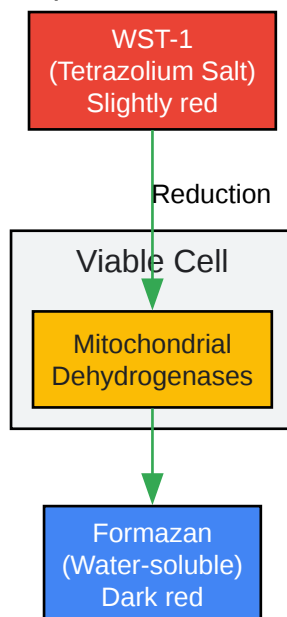 WST-1
(Tetrazolium Salt)
Slightly red
Reduction
Viable Cell
Mitochondrial
Dehydrogenases
Formazan
(Water-soluble)
Dark red